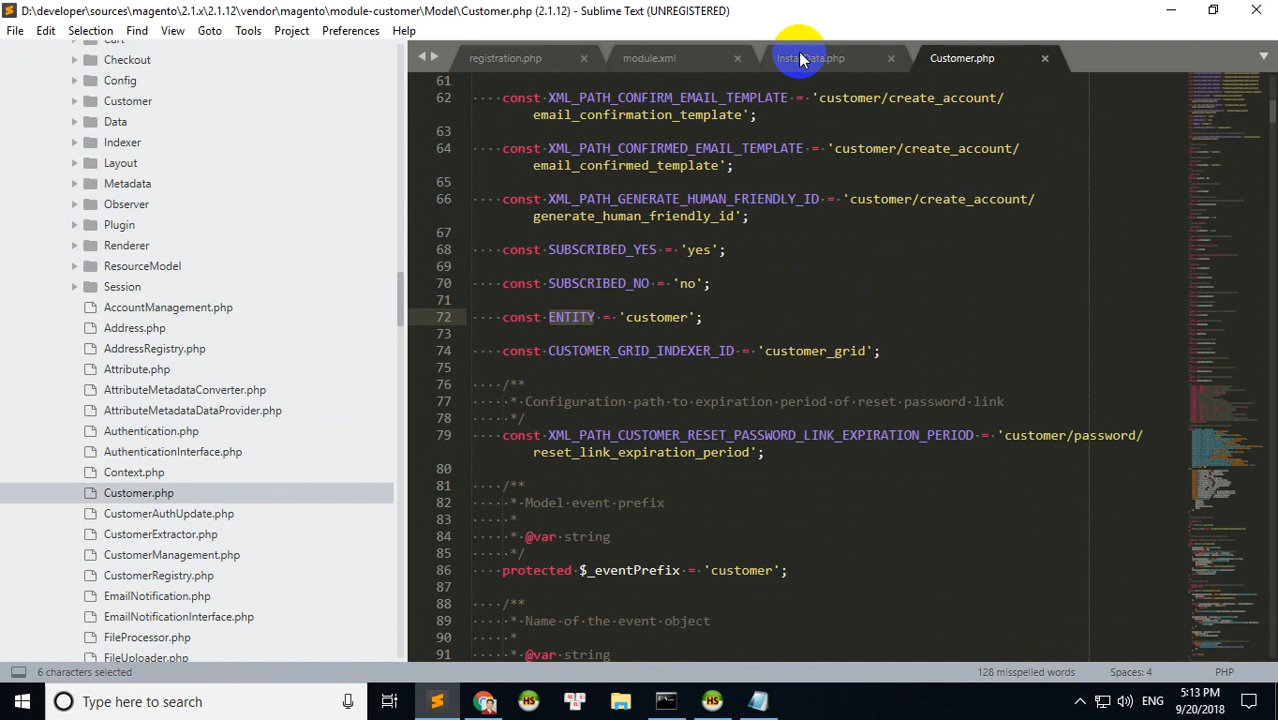 D:\developer\sources\magento\2.1.x\2.1.12\vendor\magento\module-customer\Model\Customer.php (2.1.12) - Sublime Text (UNREGISTERED)
File Edit Selection Find View Goto Tools Project Preferences Help
registration.php
module.xml
InstallData.php
Customer.php
Cart
Checkout
Config
Customer
Data
Indexer
Layout
Metadata
Observer
Plugin
Renderer
ResourceModel
Session
AccountManagement.php
Address.php
AddressRegistry.php
Attribute.php
AttributeMetadataConverter.php
AttributeMetadataDataProvider.php
Authentication.php
AuthenticationInterface.php
Context.php
Customer.php
CustomerAuthUpdate.php
CustomerExtractor.php
CustomerManagement.php
CustomerRegistry.php
EmailNotification.php
EmailNotificationInterface.php
FileProcessor.php
FileUploader.php
61
62 const XML_PATH_CONFIRM_EMAIL_TEMPLATE = 'customer/create_account/
email_confirmation_template';
63
64 const XML_PATH_CONFIRMED_EMAIL_TEMPLATE = 'customer/create_account/
email_confirmed_template';
65
66 const XML_PATH_GENERATE_HUMAN_FRIENDLY_ID = 'customer/create_account/
generate_human_friendly_id';
67
68 const SUBSCRIBED_YES = 'yes';
69
70 const SUBSCRIBED_NO = 'no';
71
72 const ENTITY = 'customer';
73
74 const CUSTOMER_GRID_INDEXER_ID = 'customer_grid';
75
76 /**
77 * Configuration path to expiration period of reset password link
78 */
79 const XML_PATH_CUSTOMER_RESET_PASSWORD_LINK_EXPIRATION_PERIOD = 'customer/password/
reset_link_expiration_period';
80
81 /**
82 * Model event prefix
83 *
84 * @var string
85 */
86 protected $_eventPrefix = 'customer';
87
88 /**
89 * Name of the event object
90 *
91 * @var string
6 characters selected
128 misspelled words
Spaces: 4
PHP
Type here to search
HS
HS
ENG
5:13 PM
9/20/2018